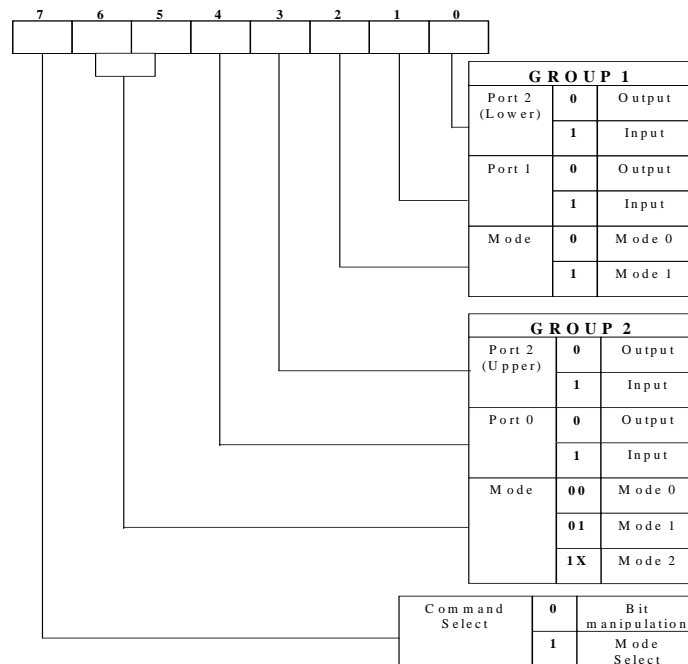 7 6 5 4 3 2 1 0
GROUP 1
Port 2 0 Output
(Lower)
1 Input
Port 1 0 Output
1 Input
Mode 0 Mode 0
1 Mode 1
GROUP 2
Port 2 0 Output
(Upper)
1 Input
Port 0 0 Output
1 Input
Mode 00 Mode 0
01 Mode 1
1X Mode 2
Command 0 Bit
Select manipulation
1 Mode
Select